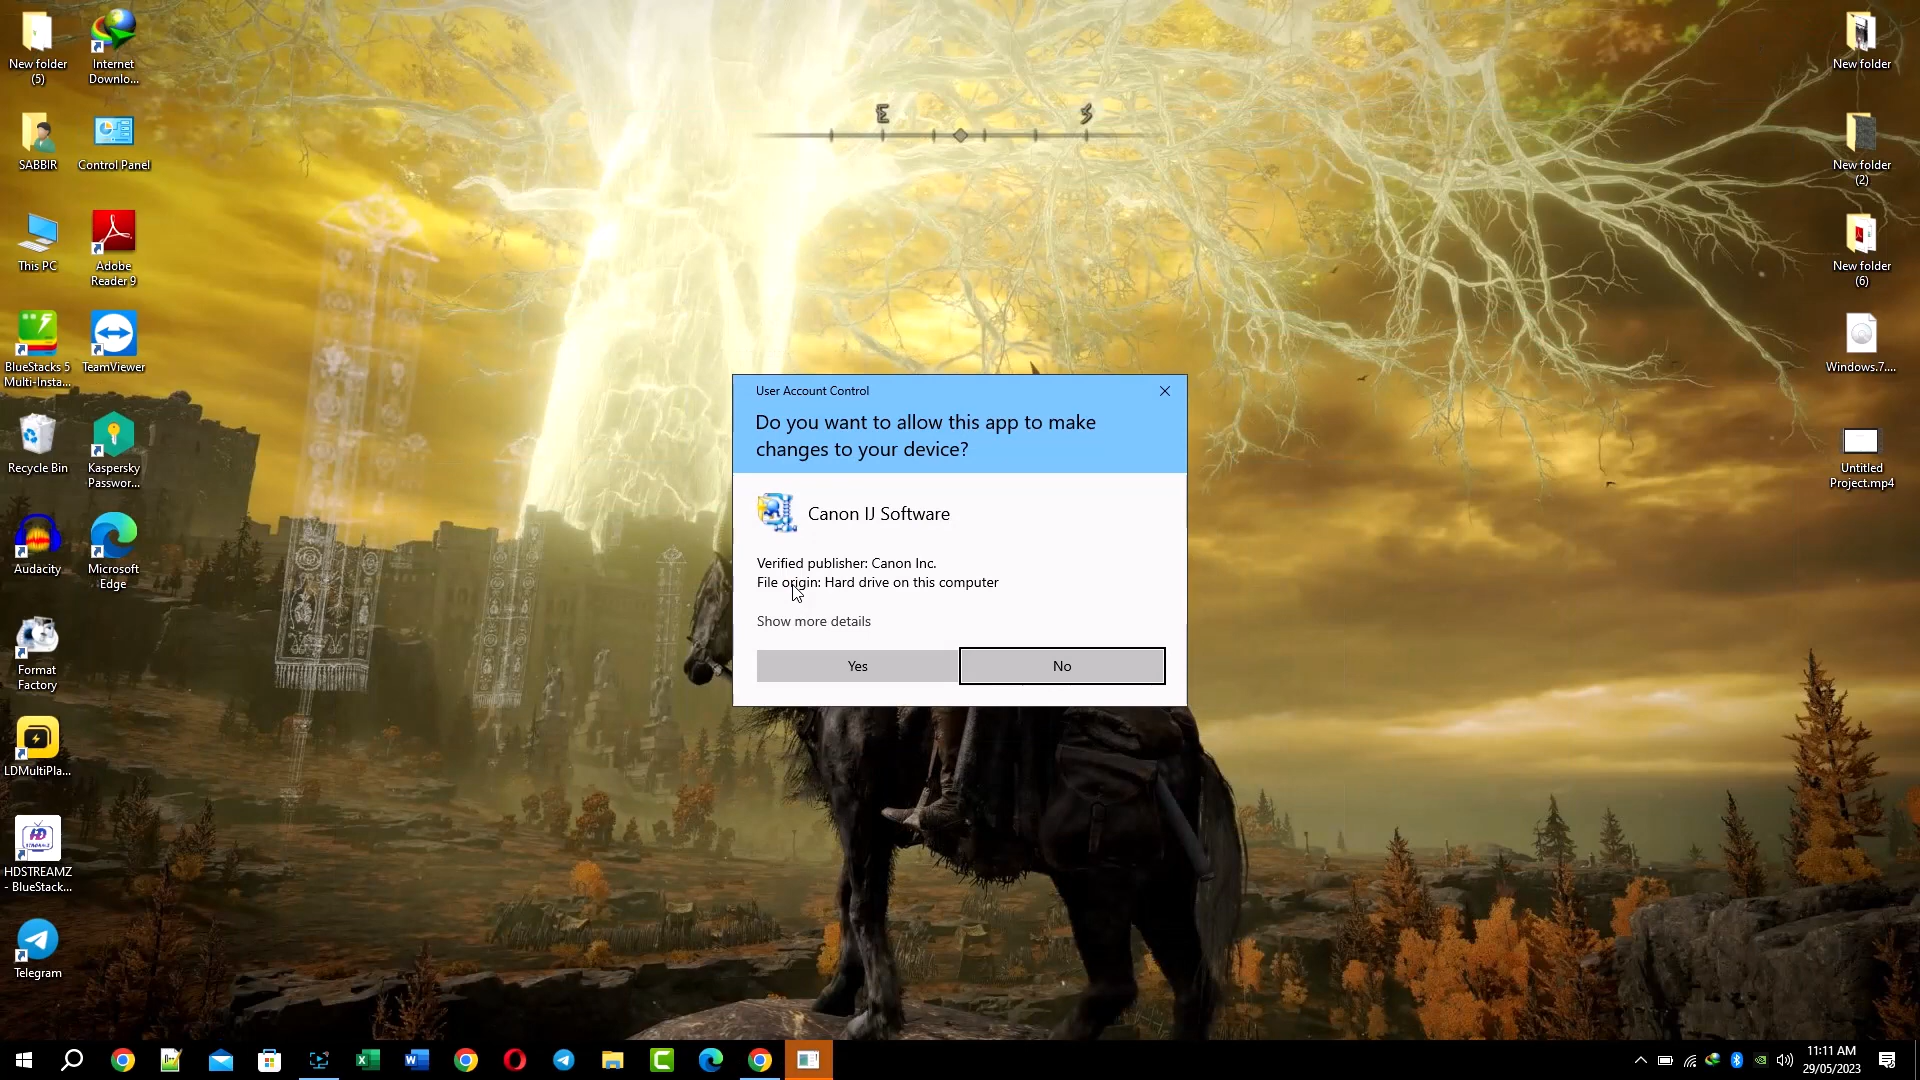 New folder
(5)
Internet
Downlo...
SABBIR
Control Panel
This PC
Adobe
Reader 9
BlueStacks 5
Multi-Insta...
TeamViewer
Recycle Bin
Kaspersky
Passwor...
Audacity
Microsoft
Edge
Format
Factory
LDMultiPla...
HD
HDSTREAMZ
- BlueStack...
Telegram
E
S
User Account Control
Do you want to allow this app to make
changes to your device?
Canon IJ Software
Verified publisher: Canon Inc.
File origin: Hard drive on this computer
Show more details
Yes
No
New folder
New folder
(2)
New folder
(6)
Windows.7....
Untitled
Project.mp4
11:11 AM
29/05/2023